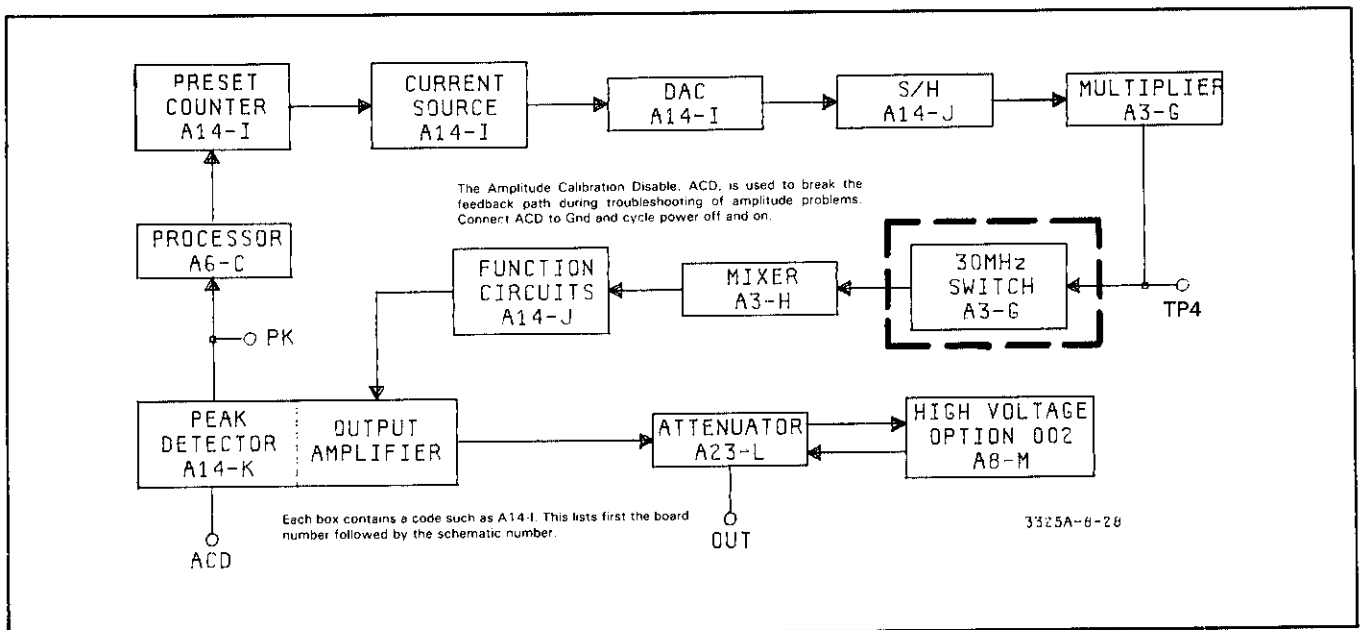 PRESET
COUNTER
A14-I
CURRENT
SOURCE
A14-I
DAC
A14-I
S/H
A14-J
MULTIPLIER
A3-G
The Amplitude Calibration Disable, ACD, is used to break the
feedback path during troubleshooting of amplitude problems.
Connect ACD to Gnd and cycle power off and on.
PROCESSOR
A6-C
FUNCTION
CIRCUITS
A14-J
MIXER
A3-H
30MHz
SWITCH
A3-G
TP4
PK
PEAK
DETECTOR
A14-K
OUTPUT
AMPLIFIER
ATTENUATOR
A23-L
HIGH VOLTAGE
OPTION 002
A8-M
Each box contains a code such as A14-I. This lists first the board
number followed by the schematic number.
ACD
OUT
3325A-8-28